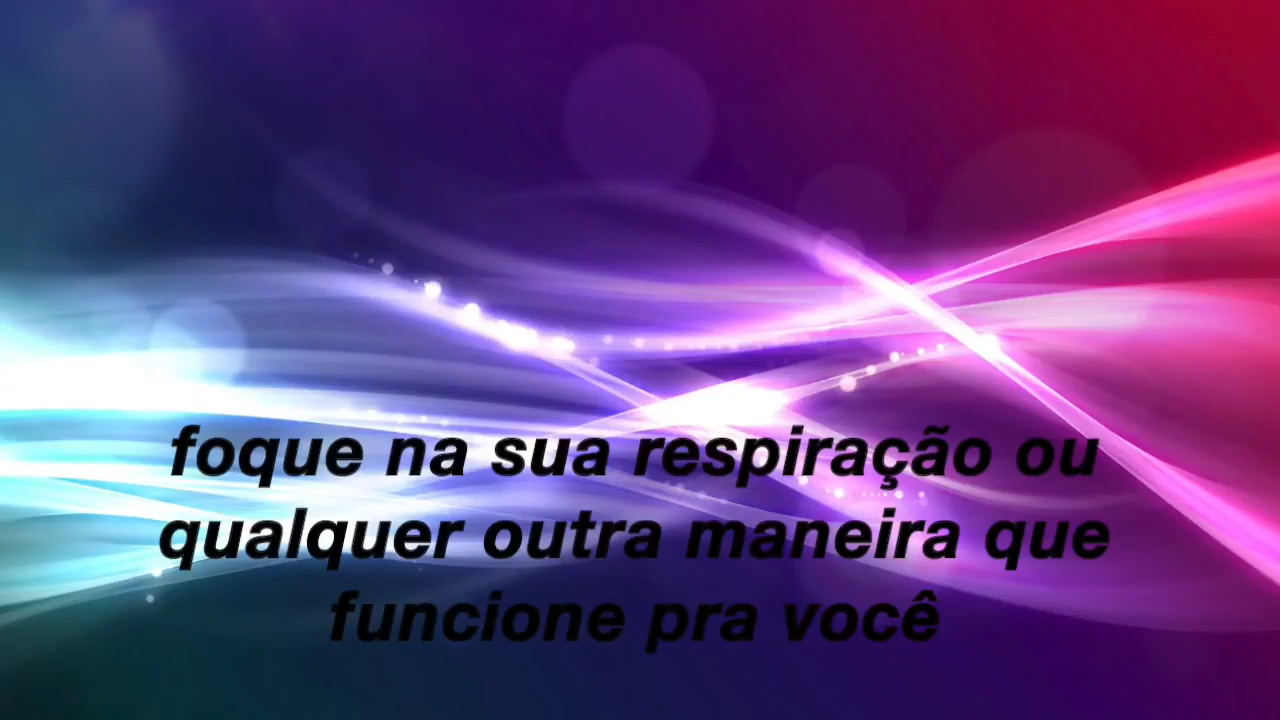 foque na sua respiração ou
qualquer outra maneira que
funcione pra você